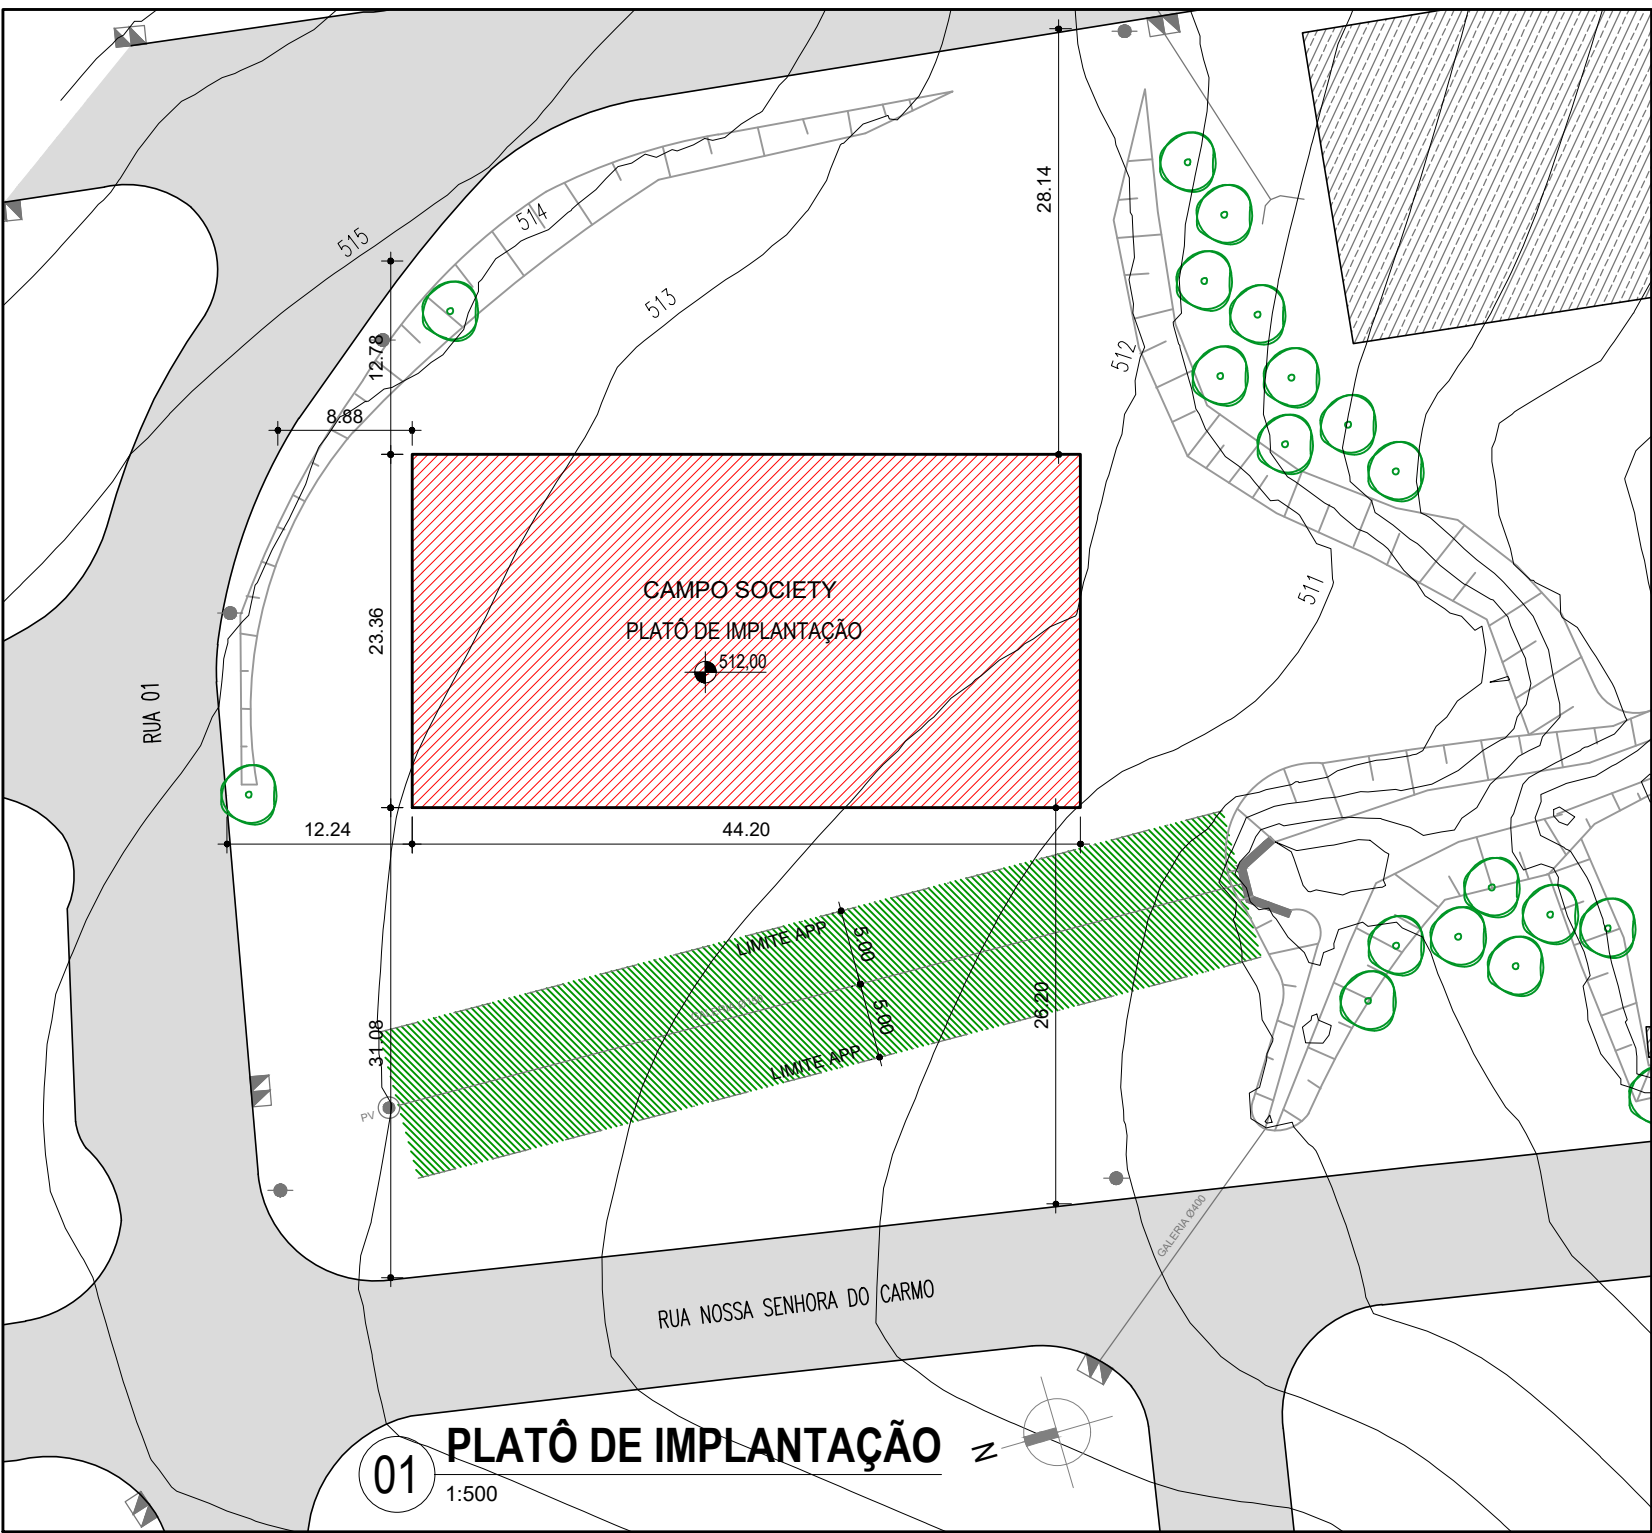 28.14
514
515
513
12.78
512
8.88
511
CAMPO SOCIETY
PLATÔ DE IMPLANTAÇÃO
512,00
23.36
RUA 01
12.24
44.20
LIMITE APP
5.00
5.00
26.20
31.08
LIMITE APP
PV
GALERIA Ø400
RUA NOSSA SENHORA DO CARMO
01
PLATÔ DE IMPLANTAÇÃO
1:500
N